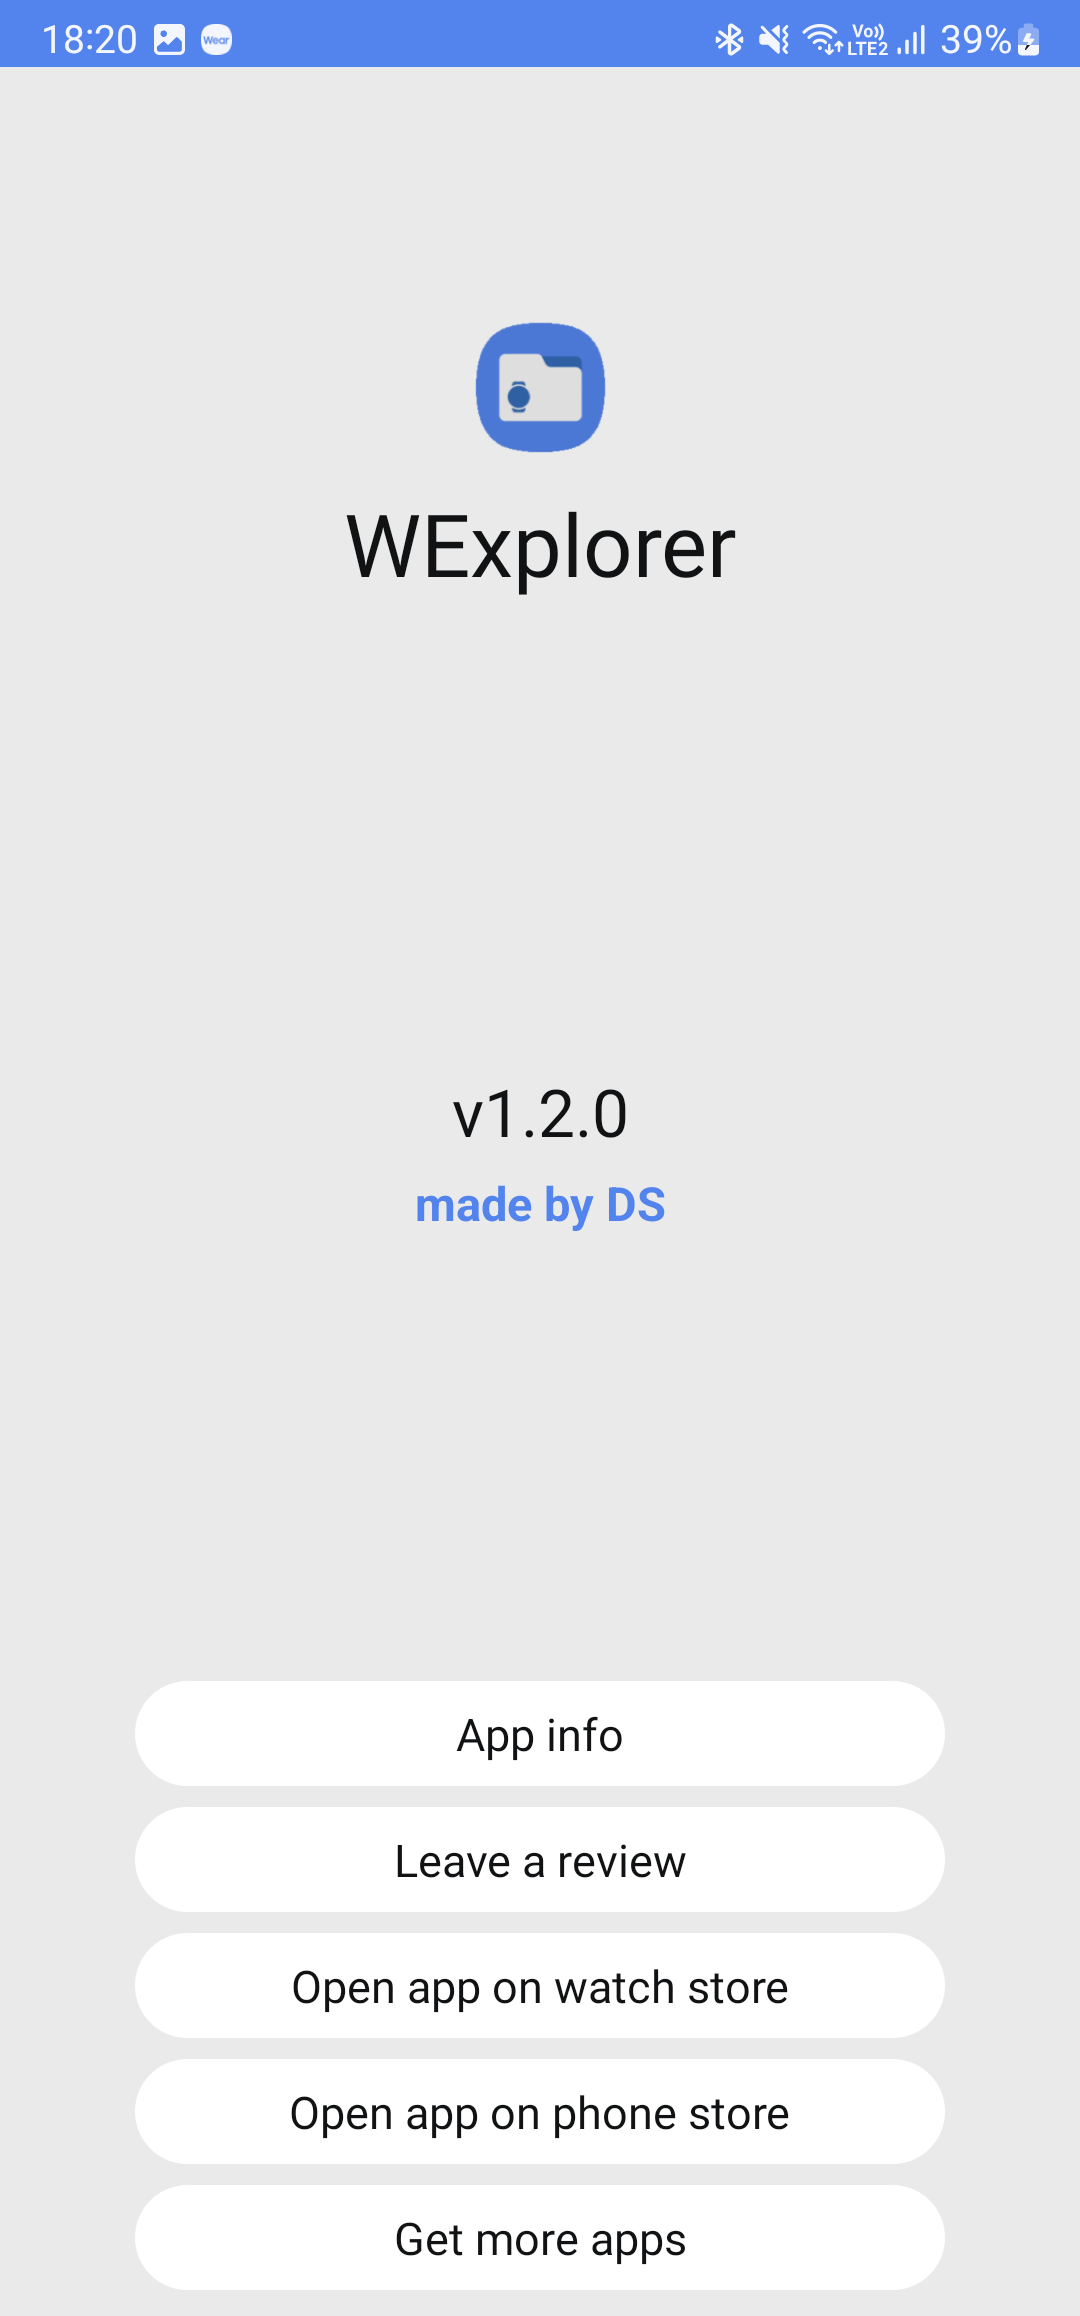 18:20 Wear Vo)) LTE2 39%
WExplorer
v1.2.0
made by DS
App info
Leave a review
Open app on watch store
Open app on phone store
Get more apps